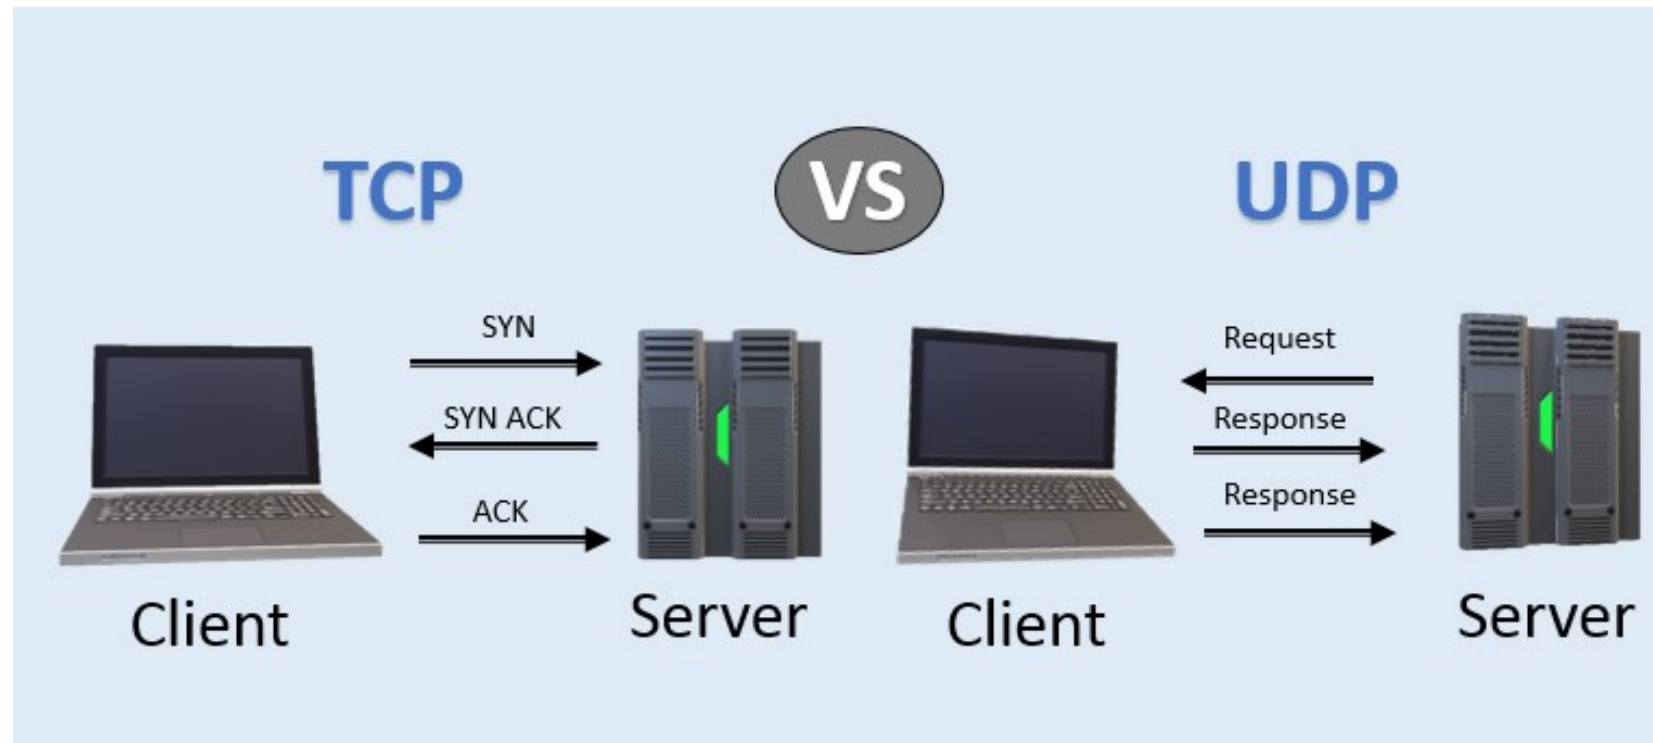 TCP
VS
UDP
SYN
SYN ACK
ACK
Client
Server
Request
Response
Response
Client
Server